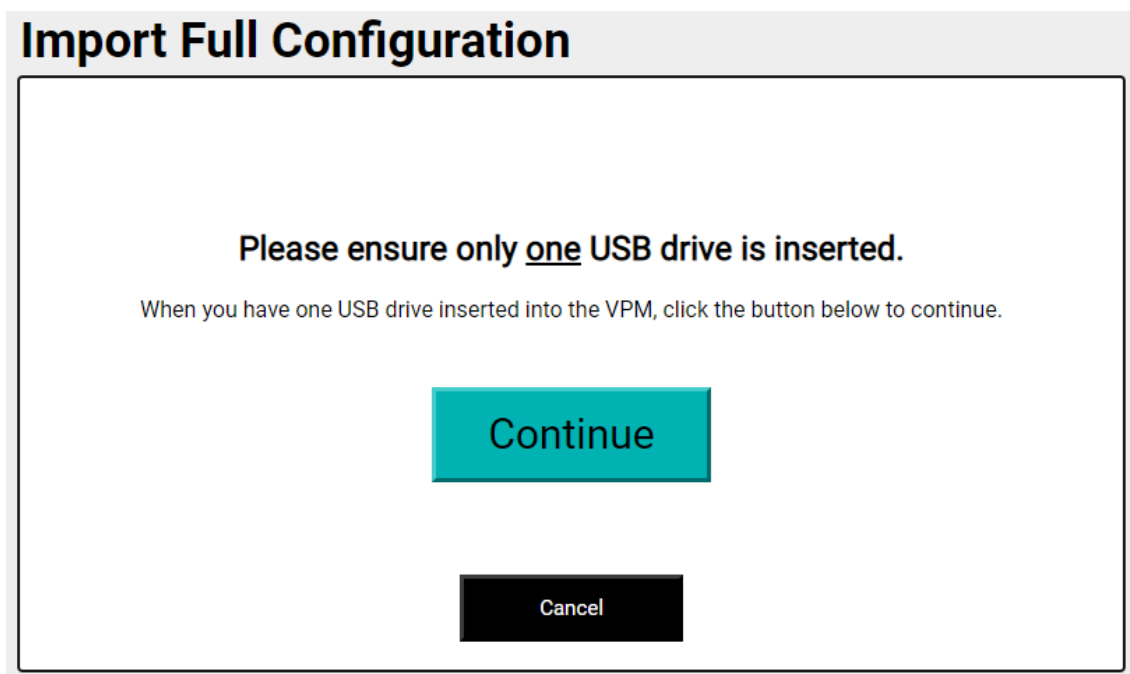 Import Full Configuration
Please ensure only one USB drive is inserted.
When you have one USB drive inserted into the VPM, click the button below to continue.
Continue
Cancel